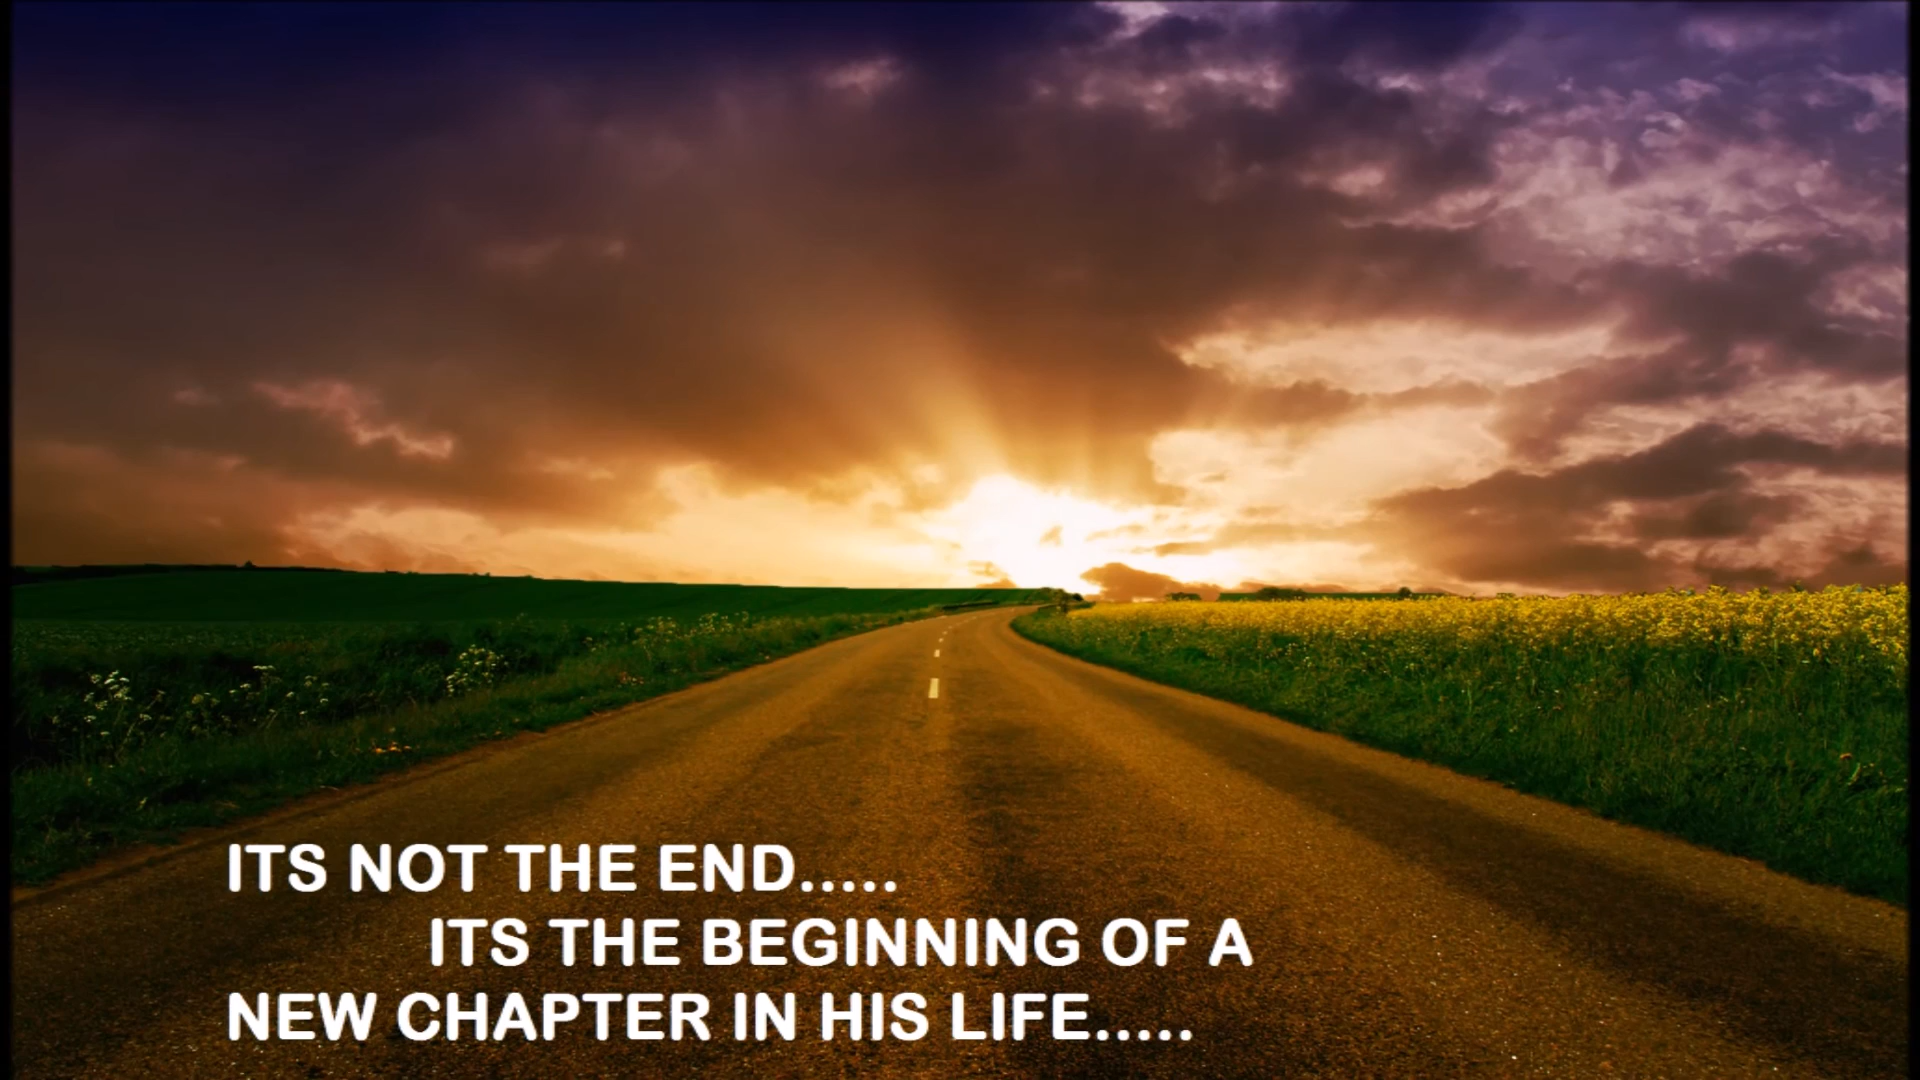 ITS NOT THE END.....
ITS THE BEGINNING OF A
NEW CHAPTER IN HIS LIFE.....